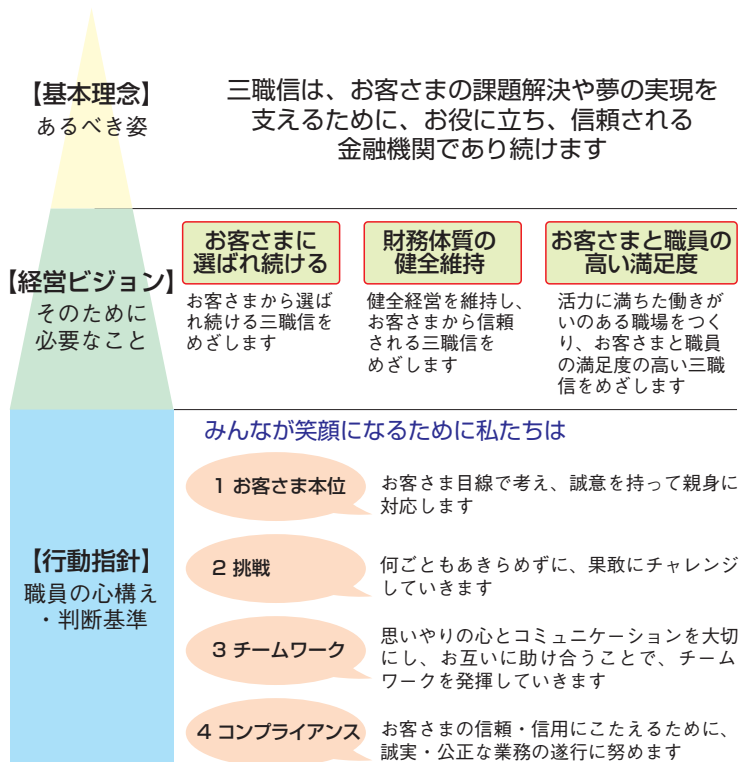 【基本理念】
あるべき姿
三職信は、お客さまの課題解決や夢の実現を
支えるために、お役に立ち、信頼される
金融機関であり続けます
【経営ビジョン】
そのために
必要なこと
お客さまに
選ばれ続ける
お客さまから選ば
れ続ける三職信を
めざします
財務体質の
健全維持
健全経営を維持し、
お客さまから信頼
される三職信を
めざします
お客さまと職員の
高い満足度
活力に満ちた働きが
いのある職場をつく
り、お客さまと職員
の満足度の高い三職
信をめざします
【行動指針】
職員の心構え
・判断基準
みんなが笑顔になるために私たちは
1 お客さま本位
お客さま目線で考え、誠意を持って親身に
対応します
2 挑戦
何ごともあきらめずに、果敢にチャレンジ
していきます
3 チームワーク
思いやりの心とコミュニケーションを大切
にし、お互いに助け合うことで、チーム
ワークを発揮していきます
4 コンプライアンス
お客さまの信頼・信用にこたえるために、
誠実・公正な業務の遂行に努めます